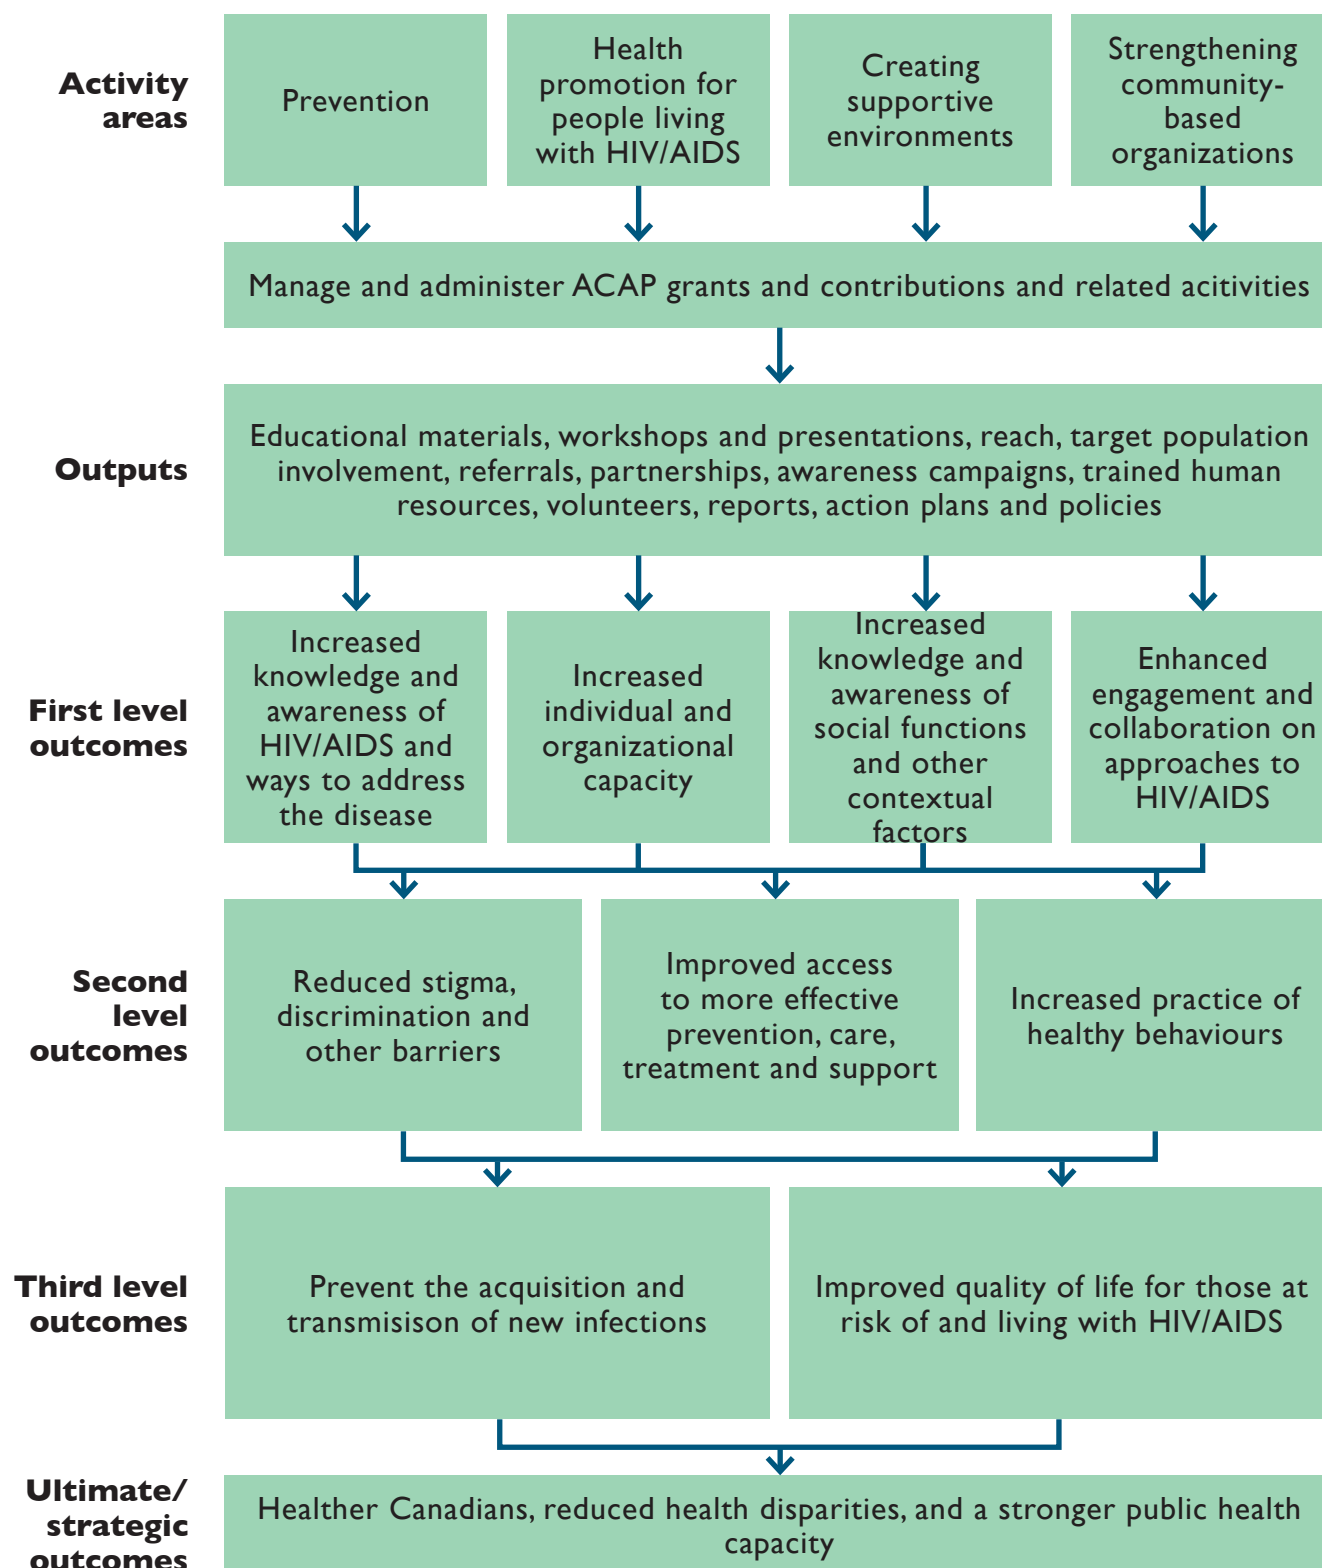 Activity
areas
Prevention
Health
promotion for
people living
with HIV/AIDS
Creating
supportive
environments
Strengthening
community-
based
organizations
Manage and administer ACAP grants and contributions and related acitivities
Outputs
Educational materials, workshops and presentations, reach, target population
involvement, referrals, partnerships, awareness campaigns, trained human
resources, volunteers, reports, action plans and policies
First level
outcomes
Increased
knowledge and
awareness of
HIV/AIDS and
ways to address
the disease
Increased
individual and
organizational
capacity
Increased
knowledge and
awareness of
social functions
and other
contextual
factors
Enhanced
engagement and
collaboration on
approaches to
HIV/AIDS
Second
level
outcomes
Reduced stigma,
discrimination and
other barriers
Improved access
to more effective
prevention, care,
treatment and support
Increased practice of
healthy behaviours
Third level
outcomes
Prevent the acquisition and
transmisison of new infections
Improved quality of life for those at
risk of and living with HIV/AIDS
Ultimate/
strategic
outcomes
Healther Canadians, reduced health disparities, and a stronger public health
capacity